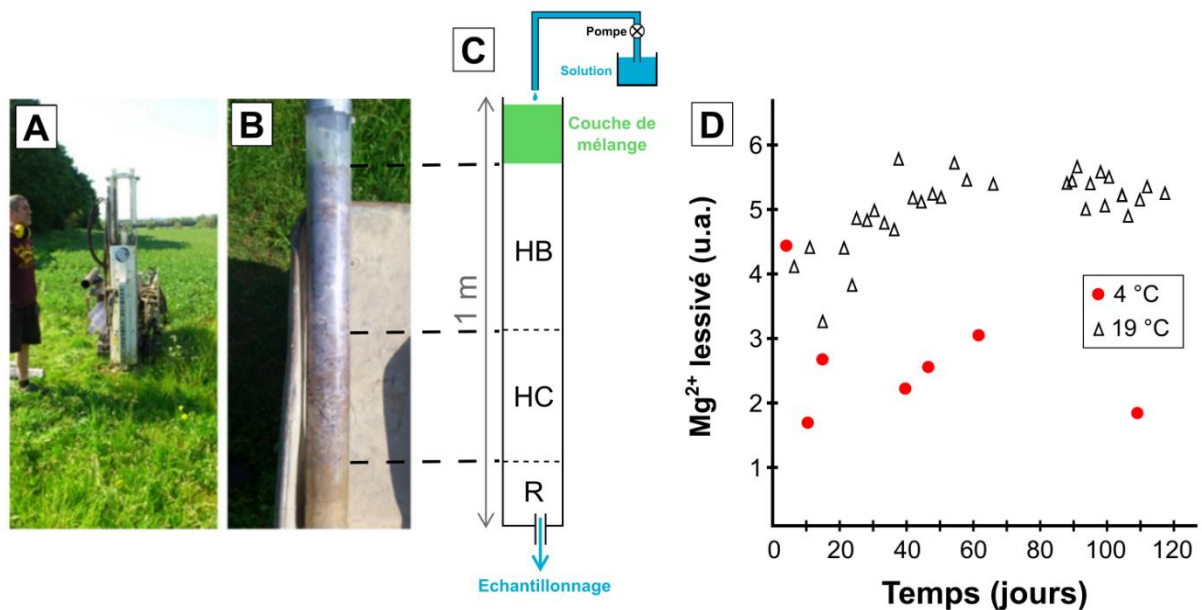 A
B
C
Pompe
Solution
Couche de
mélange
HB
HC
R
1 m
Echantillonnage
D
Mg²⁺ lessivé (u.a.)
6
5
4
3
2
1
4 °C
19 °C
0 20 40 60 80 100 120
Temps (jours)